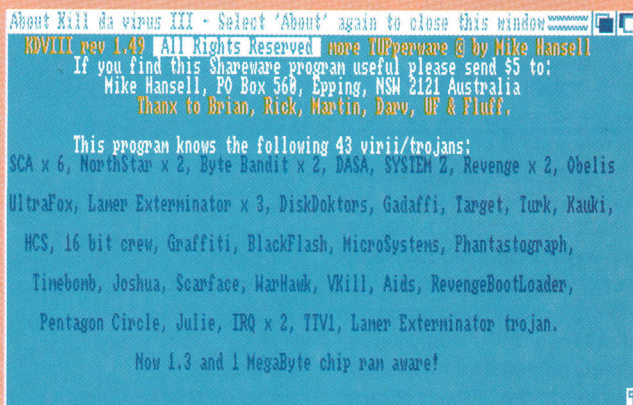 About Kill da virus III - Select 'About' again to close this window
KDVIII rev 1.49 All Rights Reserved more TUPperware © by Mike Hansell
If you find this Shareware program useful please send $5 to:
Mike Hansell, PO Box 560, Epping, NSW 2121 Australia
Thanx to Brian, Rick, Martin, Darv, UF & Fluff.
This program knows the following 43 virii/trojans:
SCA x 6, NorthStar x 2, Byte Bandit x 2, DASA, SYSTEM Z, Revenge x 2, Obelis
UltraFox, Lamer Exterminator x 3, DiskDoktors, Gadaffi, Target, Turk, Kauki,
HCS, 16 bit crew, Graffiti, BlackFlash, MicroSystems, Phantastograph,
Timebomb, Joshua, Scarface, WarHawk, VKill, Aids, RevengeBootLoader,
Pentagon Circle, Julie, IRQ x 2, TTV1, Lamer Exterminator trojan.
Now 1.3 and 1 MegaByte chip ram aware!